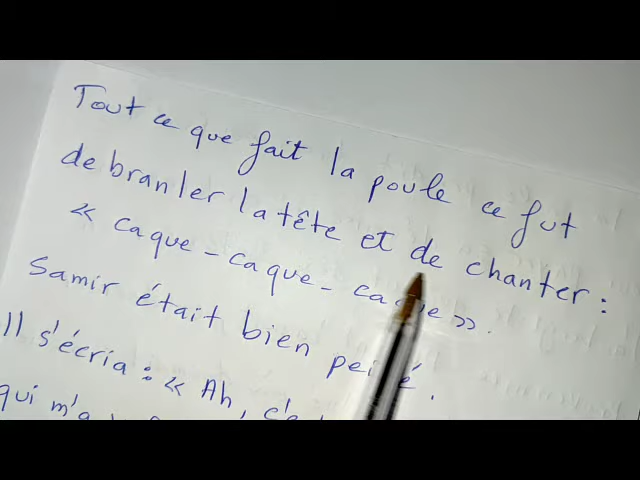 Tout ce que fait la poule ce fut
de branler la tête et de chanter :
« caque - caque - caque ».
Samir était bien peiné.
Il s'écria : « Ah,
qui m'a